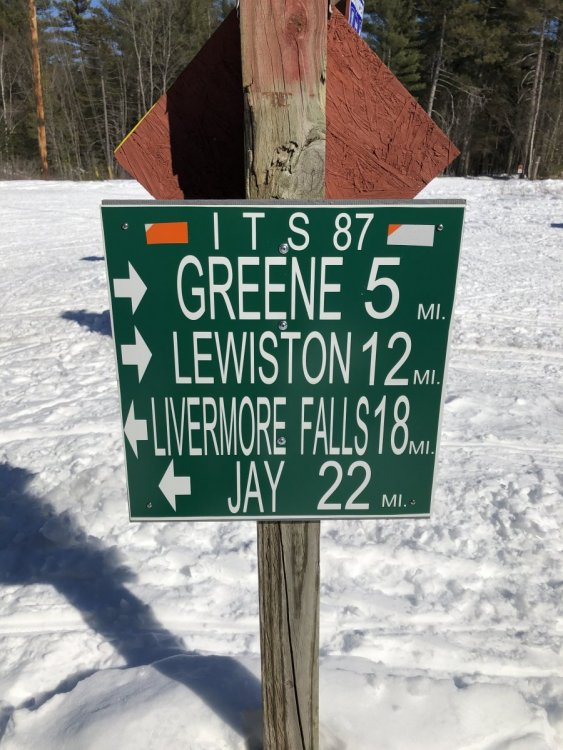 ITS 87
GREENE 5 MI.
LEWISTON 12 MI.
LIVERMORE FALLS 18 MI.
JAY 22 MI.